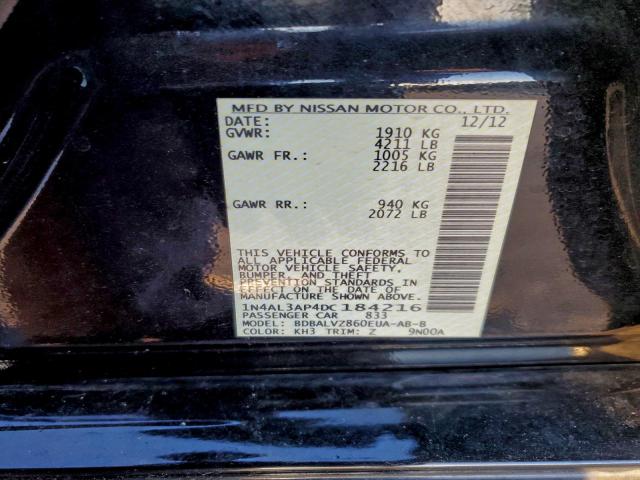 MFD BY NISSAN MOTOR CO., LTD.
DATE: 12/12
GVWR: 1910 KG
4211 LB
GAWR FR.: 1005 KG
2216 LB
GAWR RR.: 940 KG
2072 LB
THIS VEHICLE CONFORMS TO
ALL APPLICABLE FEDERAL
MOTOR VEHICLE SAFETY,
BUMPER, AND THEFT
PREVENTION STANDARDS IN
EFFECT ON THE DATE OF
MANUFACTURE SHOWN ABOVE.
1N4AL3AP4DC184216
PASSENGER CAR 833
MODEL: BDBALVZ860EUA-AB-B
COLOR: KH3 TRIM: Z 9N00A